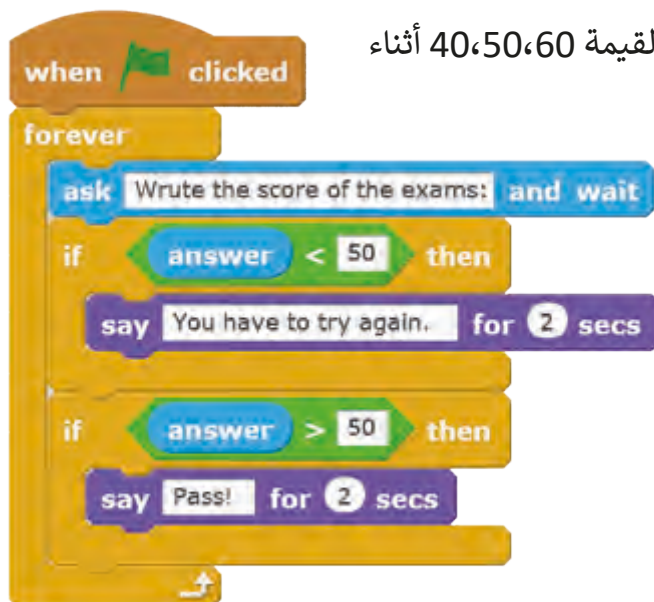 لقيمة 40،50،60 أثناء
when clicked
forever
ask Wrute the score of the exams: and wait
if answer < 50 then
say You have to try again. for 2 secs
if answer > 50 then
say Pass! for 2 secs